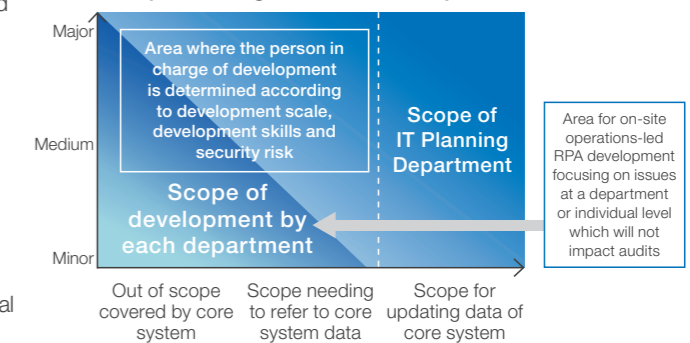 Major
Medium
Minor
Area where the person in
charge of development
is determined according
to development scale,
development skills and
security risk
Scope of
IT Planning
Department
Scope of
development by
each department
Area for on-site
operations-led
RPA development
focusing on issues
at a department
or individual level
which will not
impact audits
Out of scope
covered by core
system
Scope needing
to refer to core
system data
Scope for
updating data of
core system
al